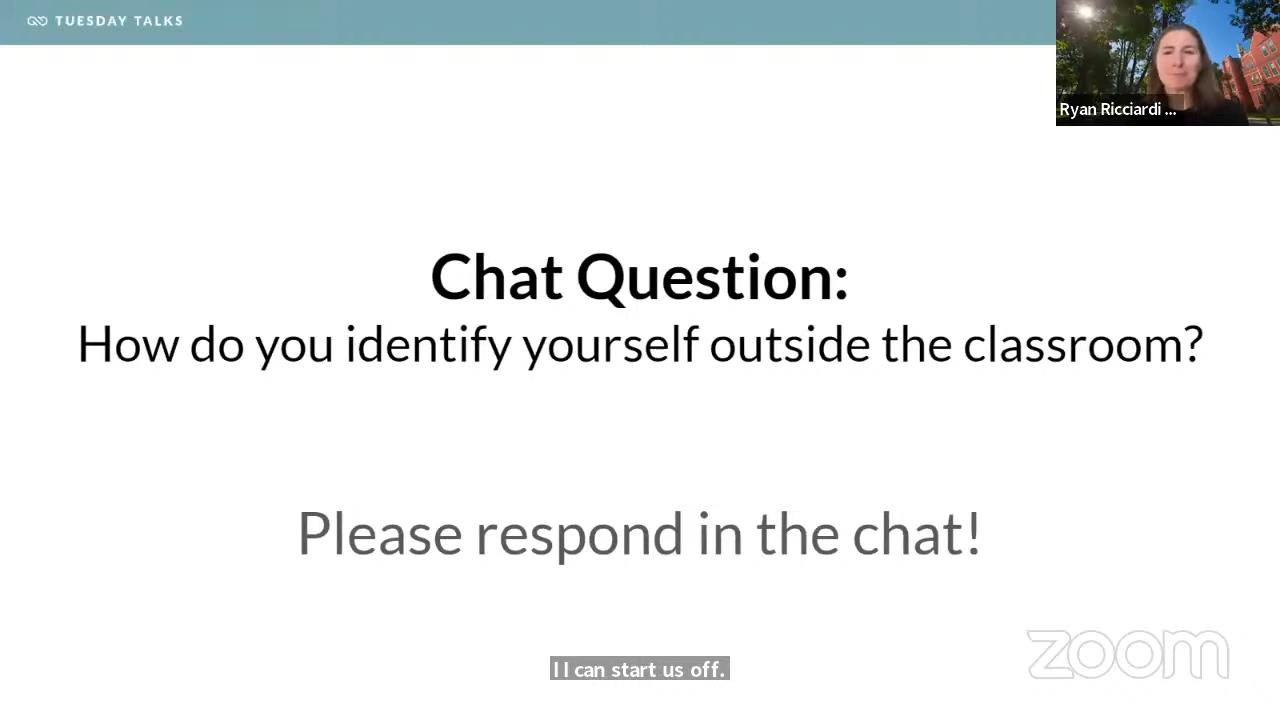 TUESDAY TALKS
Ryan Ricciardi ...
Chat Question:
How do you identify yourself outside the classroom?
Please respond in the chat!
zoom
I I can start us off.